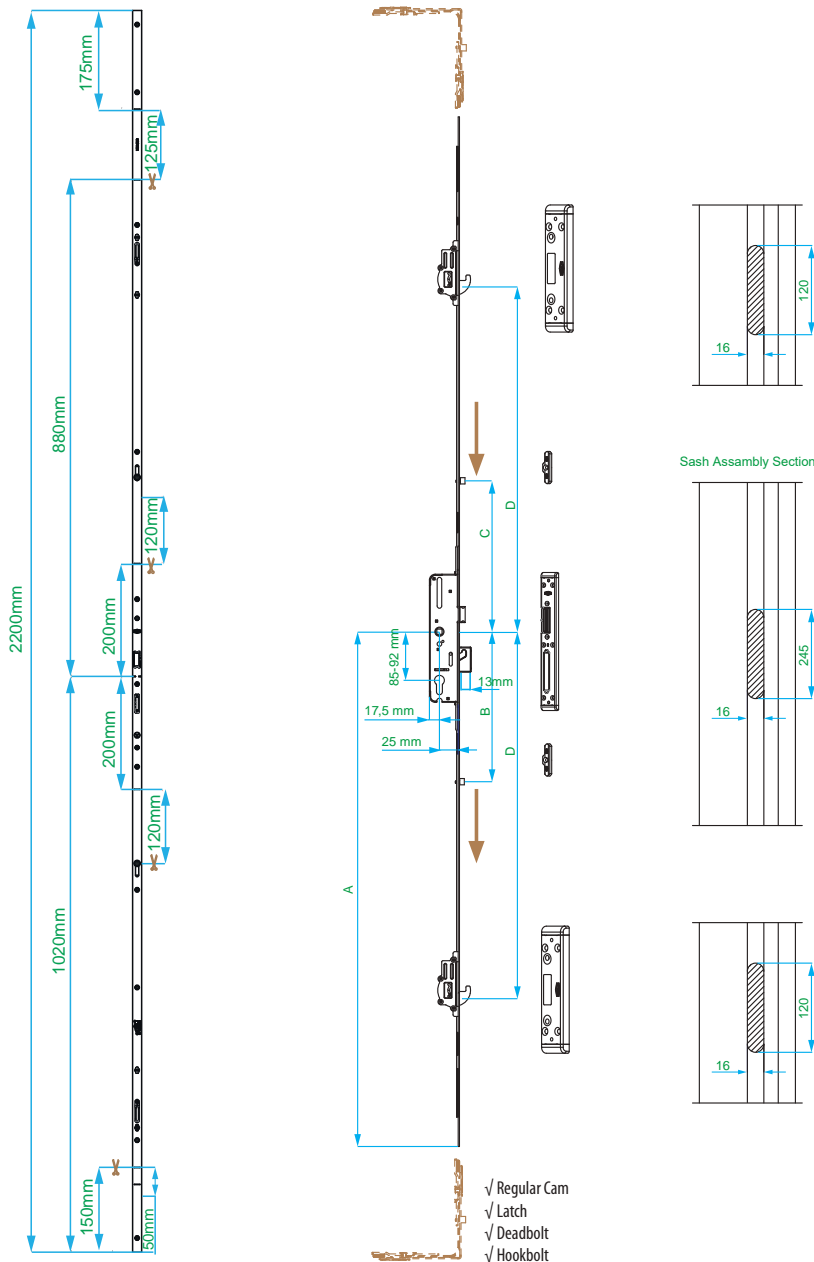 175mm
125mm
880mm
120mm
2200mm
200mm
200mm
120mm
1020mm
150mm
50mm
D
C
85-92 mm
13mm
B
17,5 mm
25 mm
D
A
120
16
Sash Assambly Section
245
16
120
16
√ Regular Cam
√ Latch
√ Deadbolt
√ Hookbolt